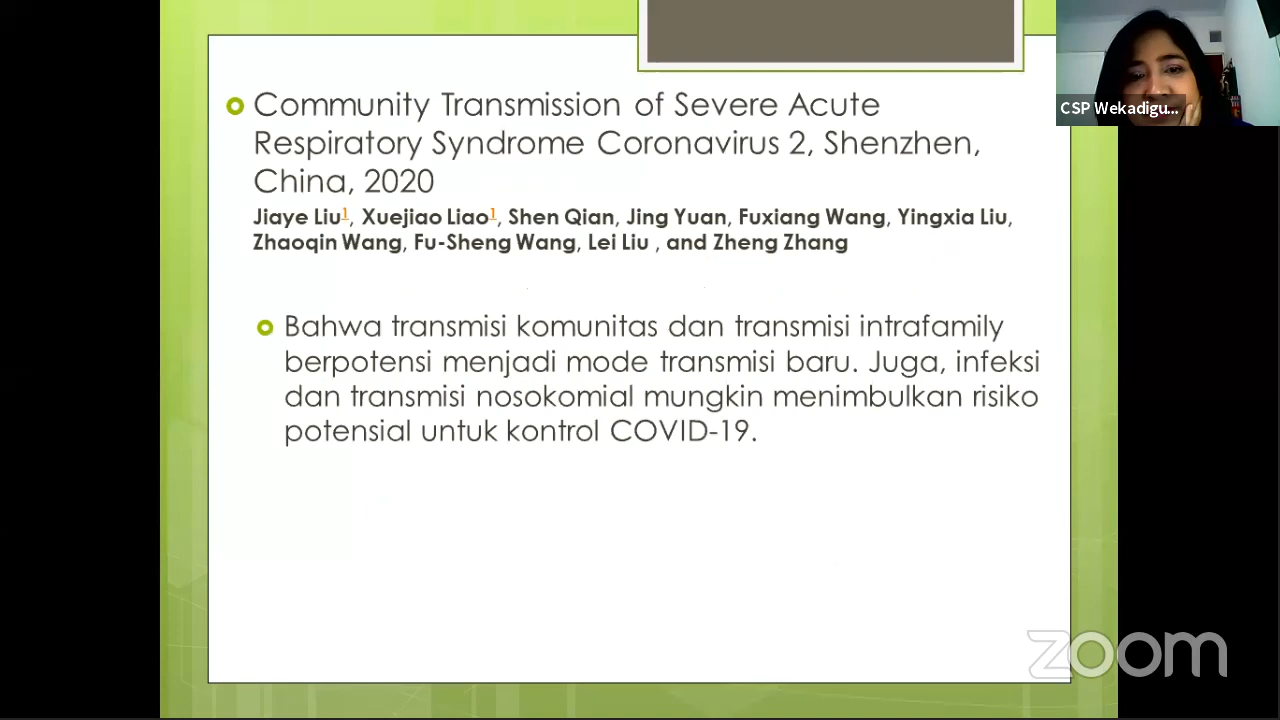 Community Transmission of Severe Acute
Respiratory Syndrome Coronavirus 2, Shenzhen,
China, 2020
Jiaye Liu1, Xuejiao Liao1, Shen Qian, Jing Yuan, Fuxiang Wang, Yingxia Liu,
Zhaoqin Wang, Fu-Sheng Wang, Lei Liu , and Zheng Zhang
Bahwa transmisi komunitas dan transmisi intrafamily
berpotensi menjadi mode transmisi baru. Juga, infeksi
dan transmisi nosokomial mungkin menimbulkan risiko
potensial untuk kontrol COVID-19.
CSP Wekadigu...
zoom